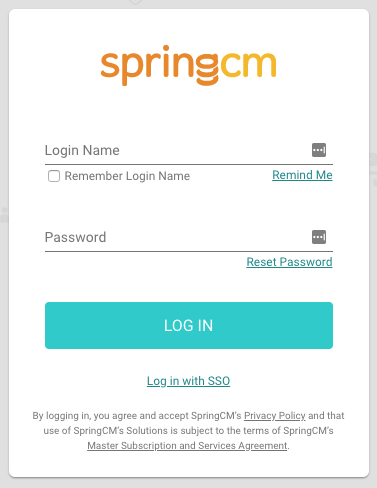 springcm
Login Name
Remember Login Name Remind Me
Password
Reset Password
LOG IN
Log in with SSO
By logging in, you agree and accept SpringCM's Privacy Policy and that
use of SpringCM's Solutions is subject to the terms of SpringCM's
Master Subscription and Services Agreement.